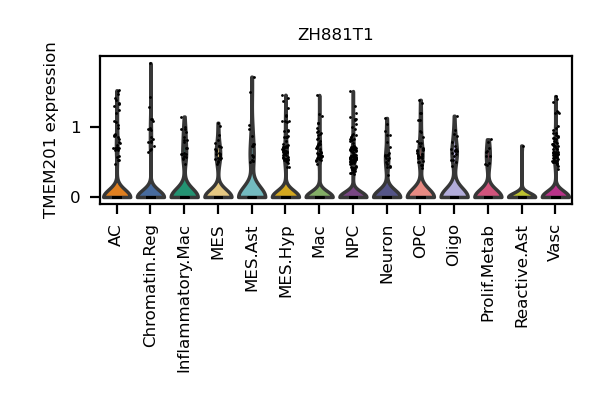 ZH881T1
TMEM201 expression
1
0
AC
Chromatin.Reg
Inflammatory.Mac
MES
MES.Ast
MES.Hyp
Mac
NPC
Neuron
OPC
Oligo
Prolif.Metab
Reactive.Ast
Vasc